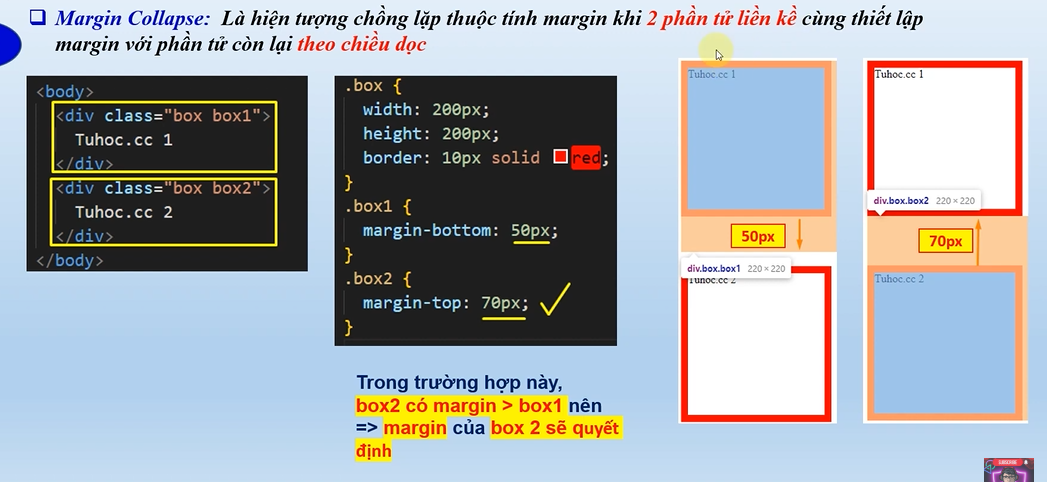 ❑ Margin Collapse: Là hiện tượng chồng lặp thuộc tính margin khi 2 phần tử liền kề cùng thiết lập
margin với phần tử còn lại theo chiều dọc
<body>
<div class="box box1">
Tuhoc.cc 1
</div>
<div class="box box2">
Tuhoc.cc 2
</div>
</body>
.box {
width: 200px;
height: 200px;
border: 10px solid red;
}
.box1 {
margin-bottom: 50px;
}
.box2 {
margin-top: 70px;
}
Trong trường hợp này,
box2 có margin > box1 nên
=> margin của box 2 sẽ quyết
định
Tuhoc.cc 1
50px
div.box.box1 220 × 220
Tuhoc.cc 2
Tuhoc.cc 1
div.box.box2 220 × 220
70px
Tuhoc.cc 2
SUBSCRIBE